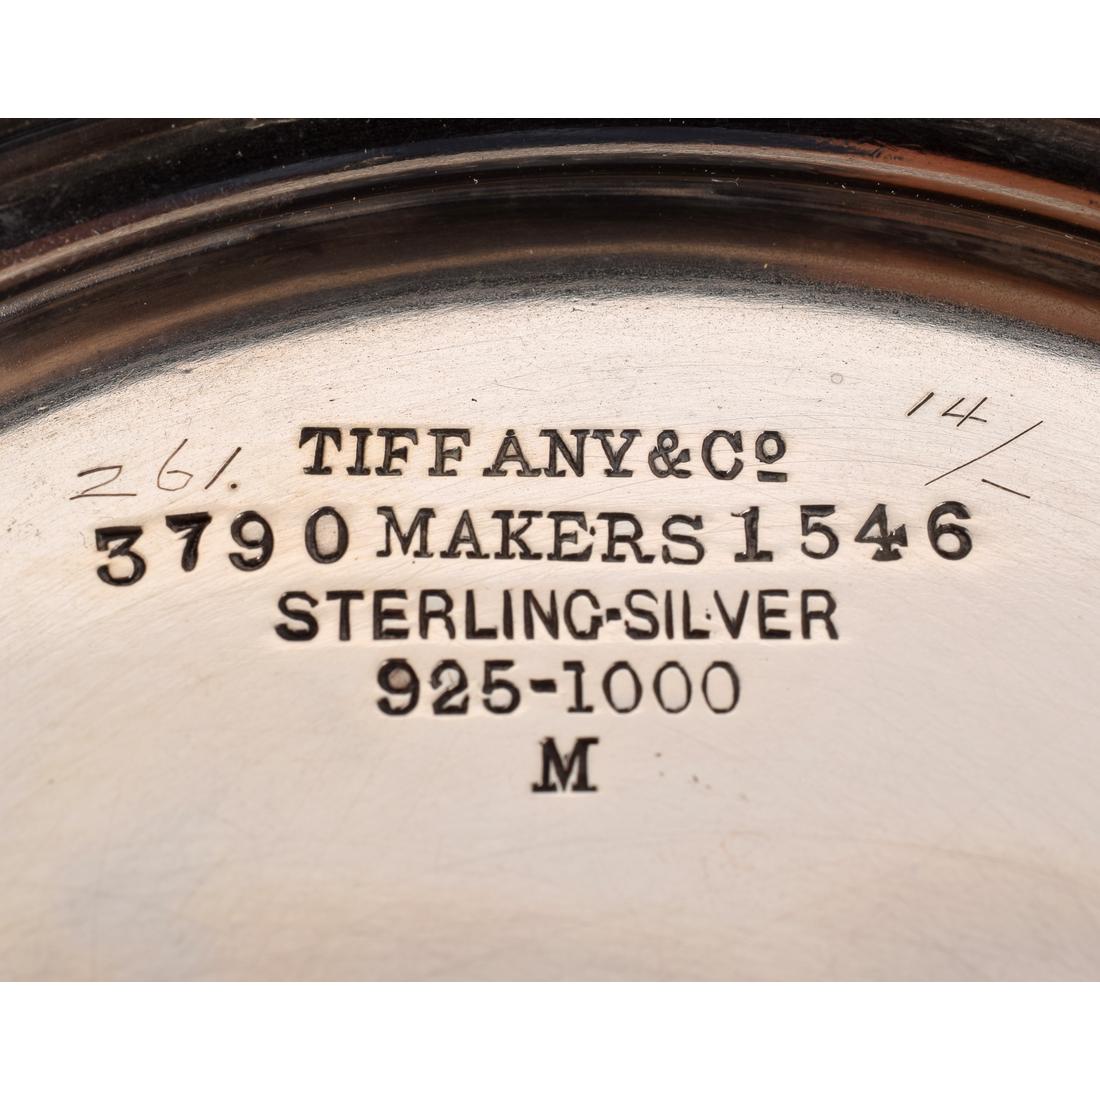 TIFFANY & Cº
3790 MAKERS 1546
STERLING-SILVER
925-1000
M
261.
14/-